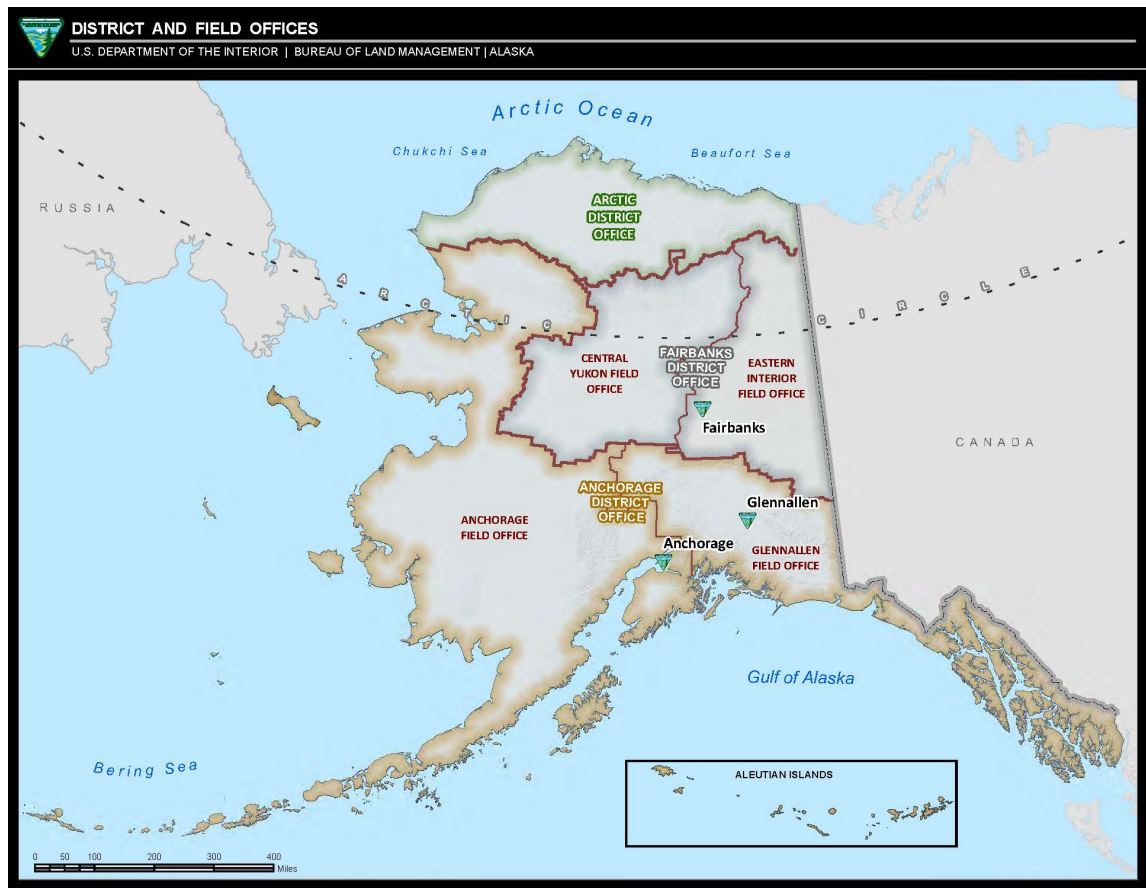 DISTRICT AND FIELD OFFICES
U.S. DEPARTMENT OF THE INTERIOR | BUREAU OF LAND MANAGEMENT | ALASKA
Arctic Ocean
Chukchi Sea
Beaufort Sea
RUSSIA
ARCTIC
DISTRICT
OFFICE
ARCTIC CIRCLE
CENTRAL
YUKON FIELD
OFFICE
FAIRBANKS
DISTRICT
OFFICE
EASTERN
INTERIOR
FIELD OFFICE
Fairbanks
CANADA
ANCHORAGE
DISTRICT
OFFICE
Glennallen
ANCHORAGE
FIELD OFFICE
Anchorage
GLENNALLEN
FIELD OFFICE
Gulf of Alaska
Bering Sea
ALEUTIAN ISLANDS
0 50 100 200 300 400
Miles